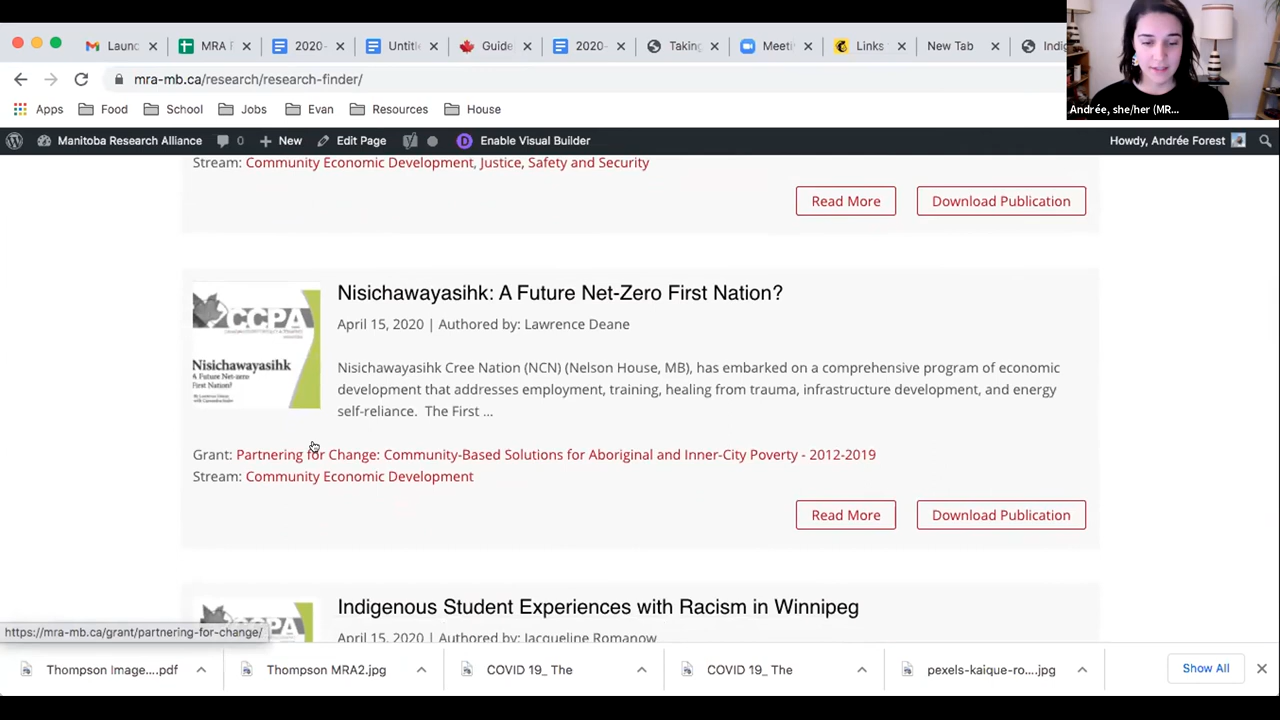 Launc
MRA F
2020-
Untitl
Guide
2020-
Taking
Meeti
Links
New Tab
Indig
mra-mb.ca/research/research-finder/
Apps
Food
School
Jobs
Evan
Resources
House
Andrée, she/her (MR...
Manitoba Research Alliance
0
New
Edit Page
Enable Visual Builder
Howdy, Andrée Forest
Stream: Community Economic Development, Justice, Safety and Security
Read More
Download Publication
CCPA
Nisichawayasihk
A Future Net-zero
First Nation?
Nisichawayasihk: A Future Net-Zero First Nation?
April 15, 2020 | Authored by: Lawrence Deane
Nisichawayasihk Cree Nation (NCN) (Nelson House, MB), has embarked on a comprehensive program of economic
development that addresses employment, training, healing from trauma, infrastructure development, and energy
self-reliance. The First ...
Grant: Partnering for Change: Community-Based Solutions for Aboriginal and Inner-City Poverty - 2012-2019
Stream: Community Economic Development
Read More
Download Publication
CCPA
Indigenous Student Experiences with Racism in Winnipeg
April 15, 2020 | Authored by: Jacqueline Romanow
https://mra-mb.ca/grant/partnering-for-change/
Thompson Image....pdf
Thompson MRA2.jpg
COVID 19_ The
COVID 19_ The
pexels-kaique-ro....jpg
Show All